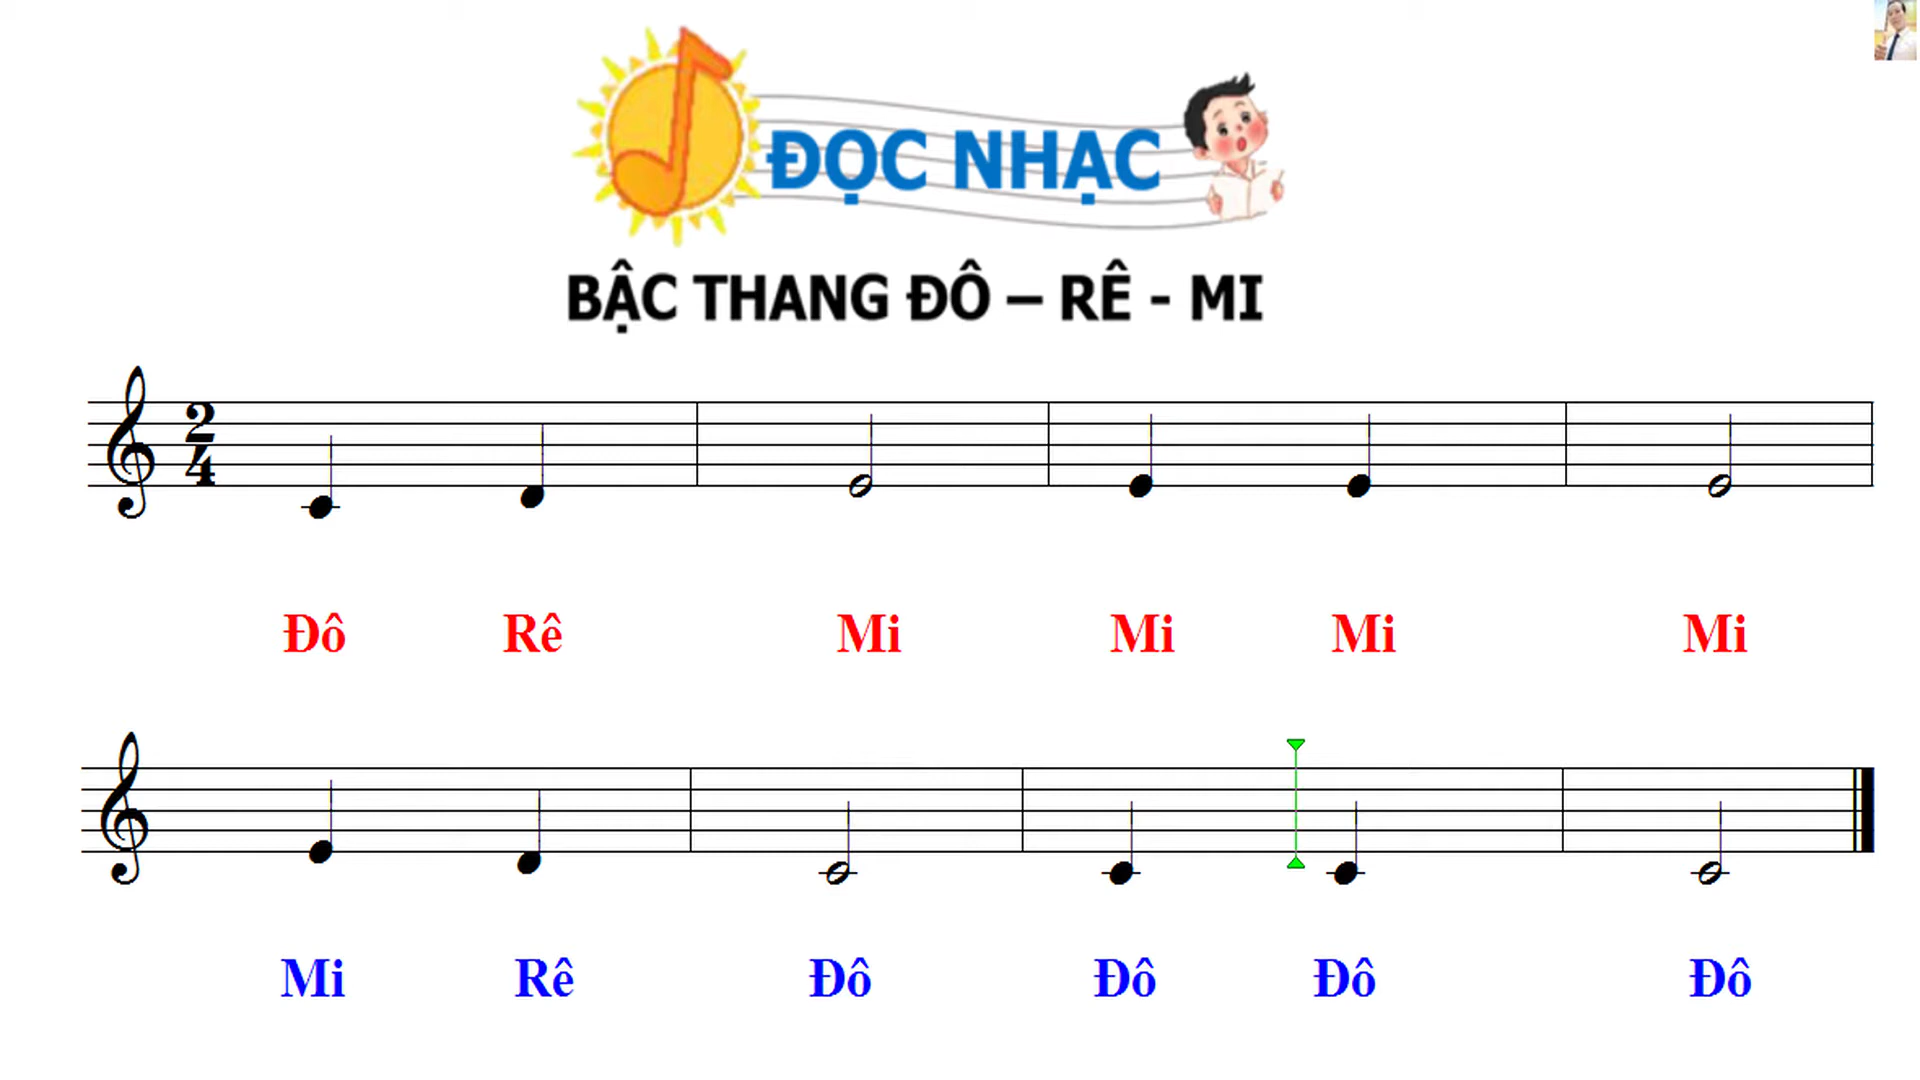 ĐỌC NHẠC
BẬC THANG ĐÔ – RÊ - MI
2
4
Đô Rê Mi Mi Mi Mi
Mi Rê Đô Đô Đô Đô